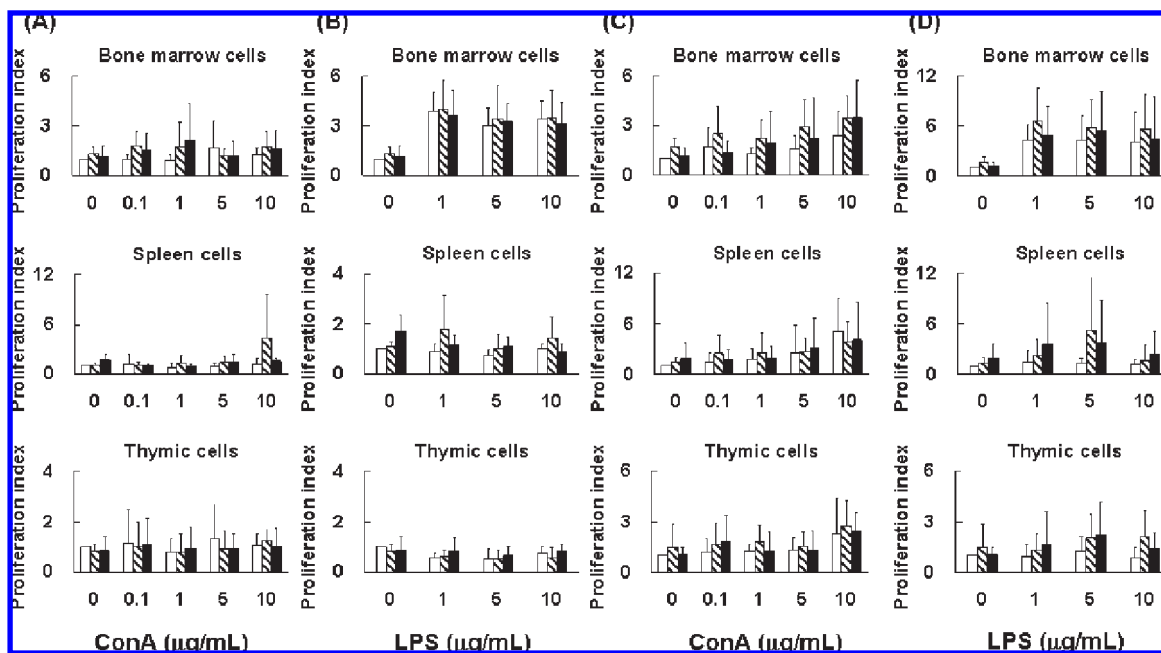 (A) (B) (C) (D)
Bone marrow cells Bone marrow cells Bone marrow cells Bone marrow cells
Proliferation index Proliferation index Proliferation index Proliferation index
6 6 6 12
3 3 3 6
0 0 0 0
0 0.1 1 5 10 0 1 5 10 0 0.1 1 5 10 0 1 5 10
Spleen cells Spleen cells Spleen cells Spleen cells
Proliferation index Proliferation index Proliferation index Proliferation index
12 4 12 12
6 2 6 6
0 0 0 0
0 0.1 1 5 10 0 1 5 10 0 0.1 1 5 10 0 1 5 10
Thymic cells Thymic cells Thymic cells Thymic cells
Proliferation index Proliferation index Proliferation index Proliferation index
4 4 6 6
2 2 3 3
0 0 0 0
0 0.1 1 5 10 0 1 5 10 0 0.1 1 5 10 0 1 5 10
ConA (μg/mL) LPS (μg/mL) ConA (μg/mL) LPS (μg/mL)